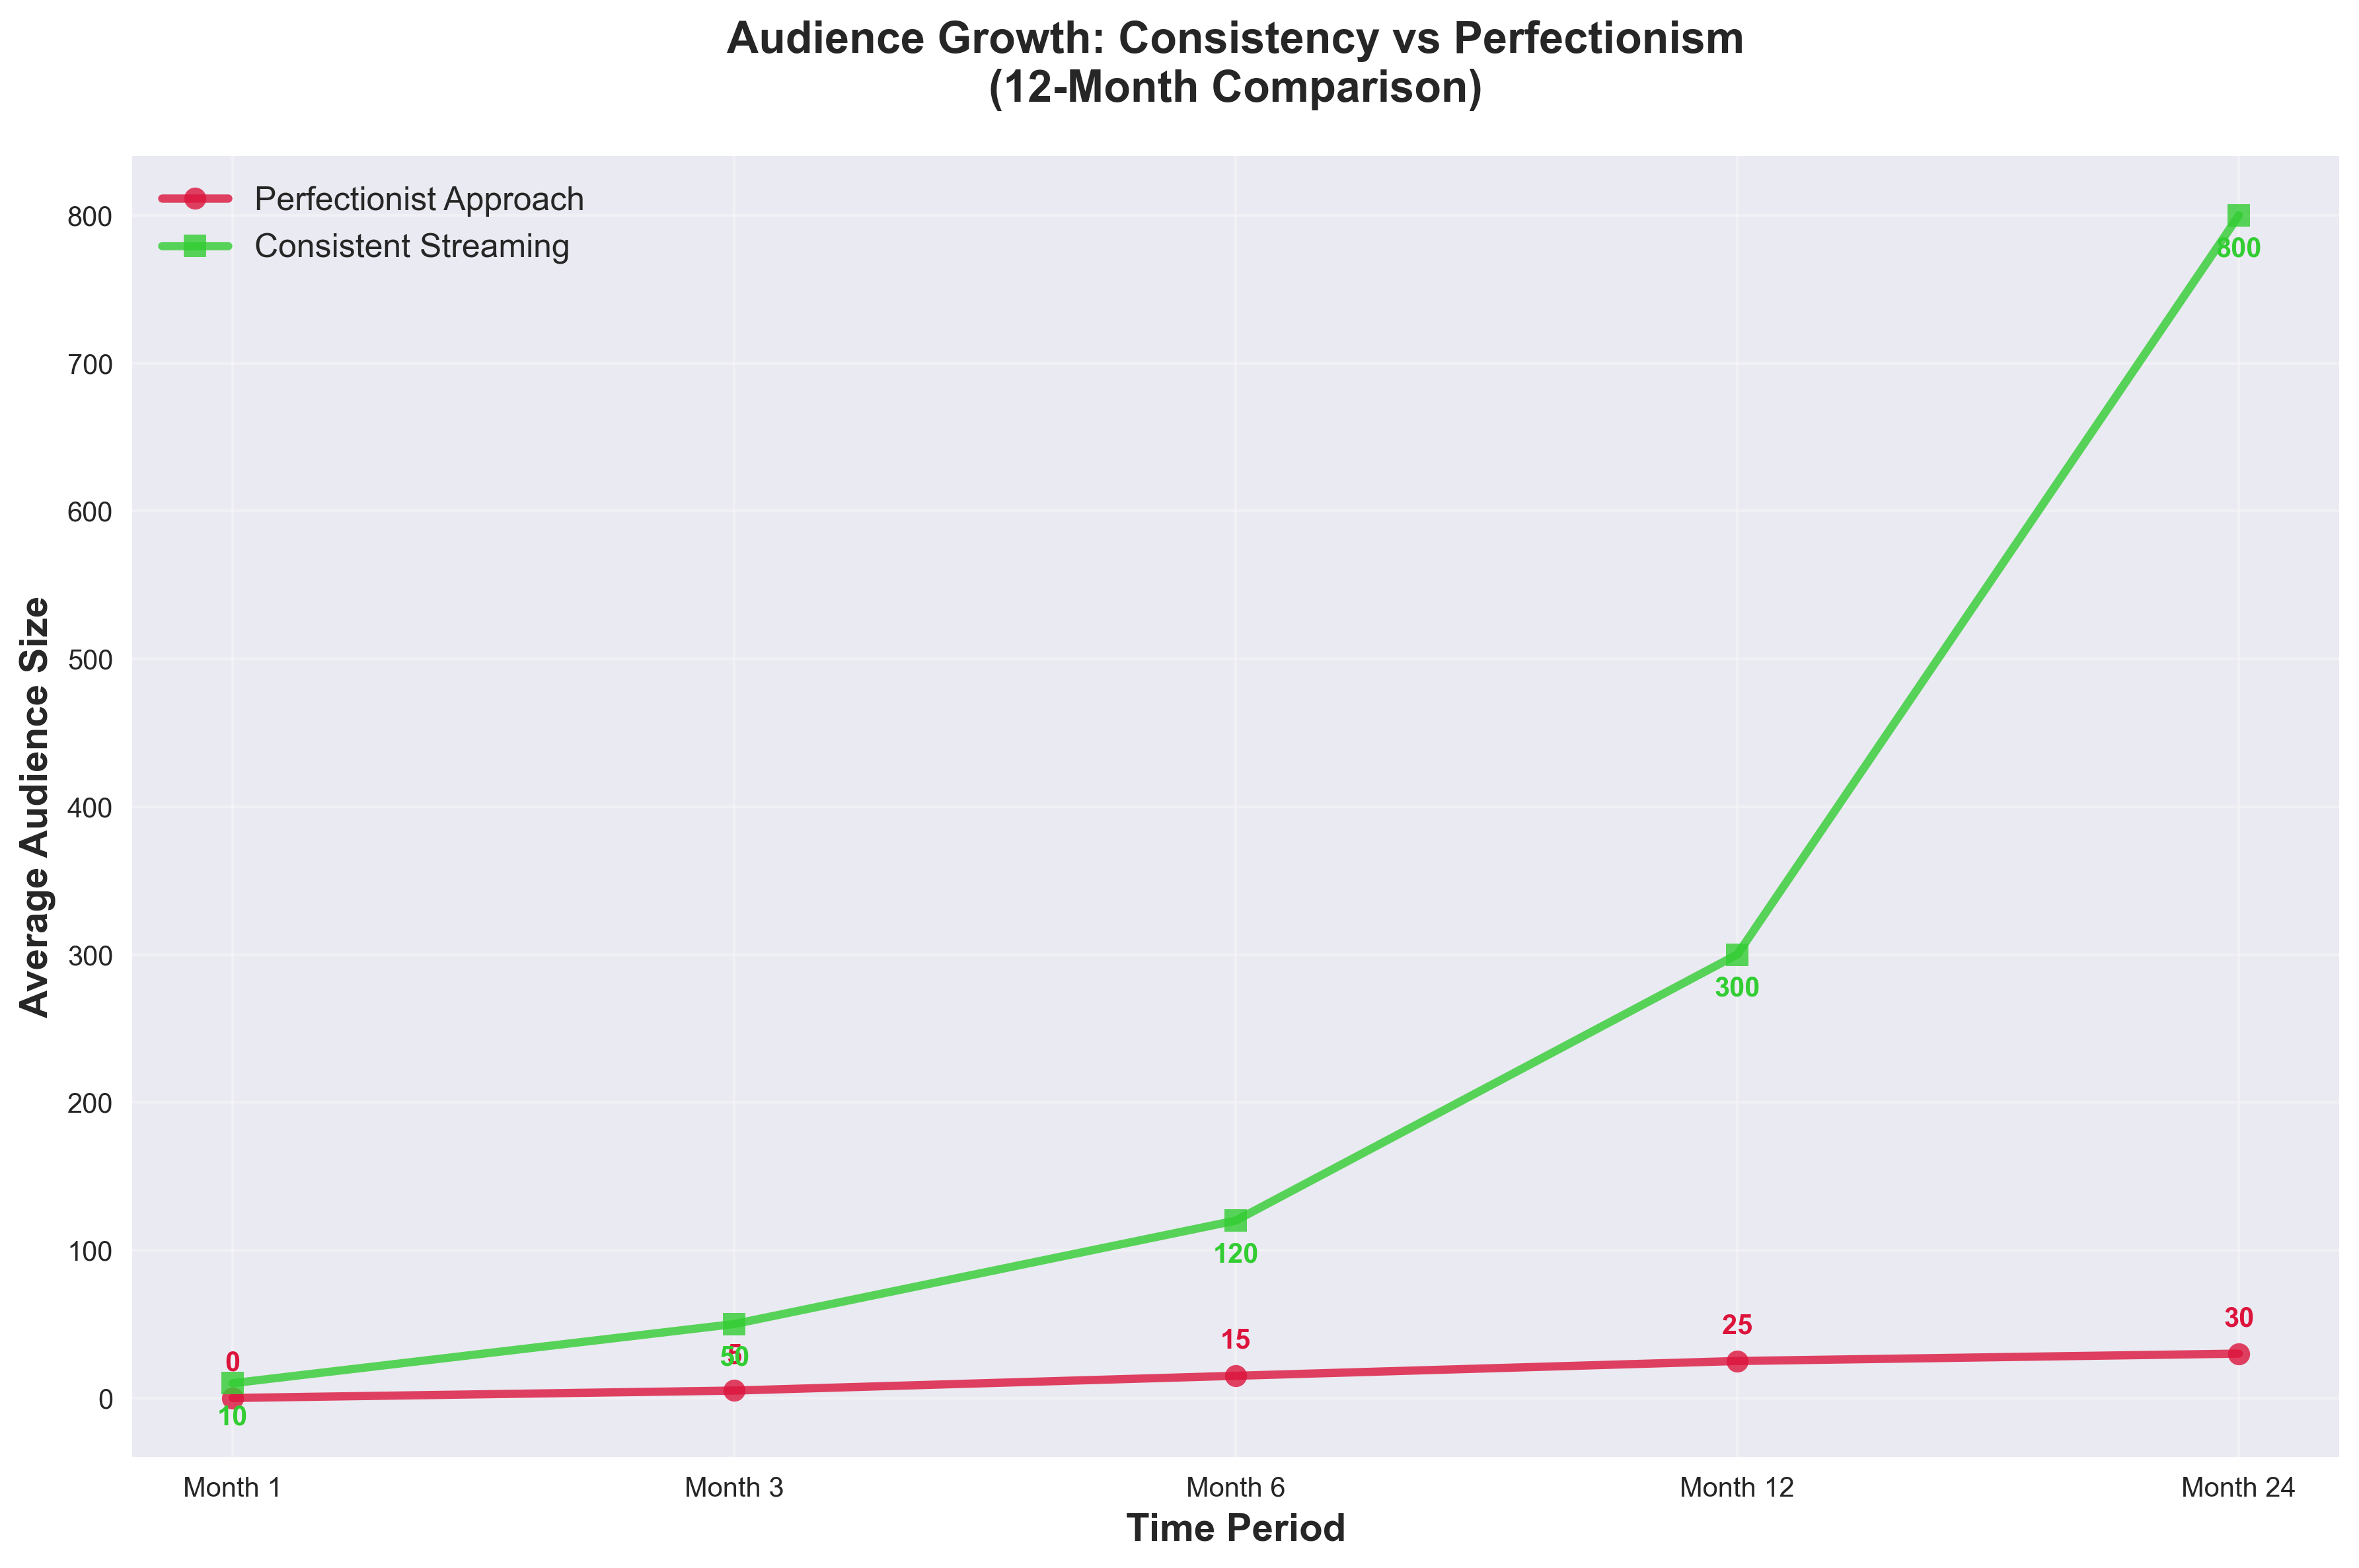 Audience Growth: Consistency vs Perfectionism
(12-Month Comparison)
Perfectionist Approach
Consistent Streaming
Average Audience Size
800
700
600
500
400
300
200
100
0
800
300
120
50
10
0
5
15
25
30
Month 1
Month 3
Month 6
Month 12
Month 24
Time Period